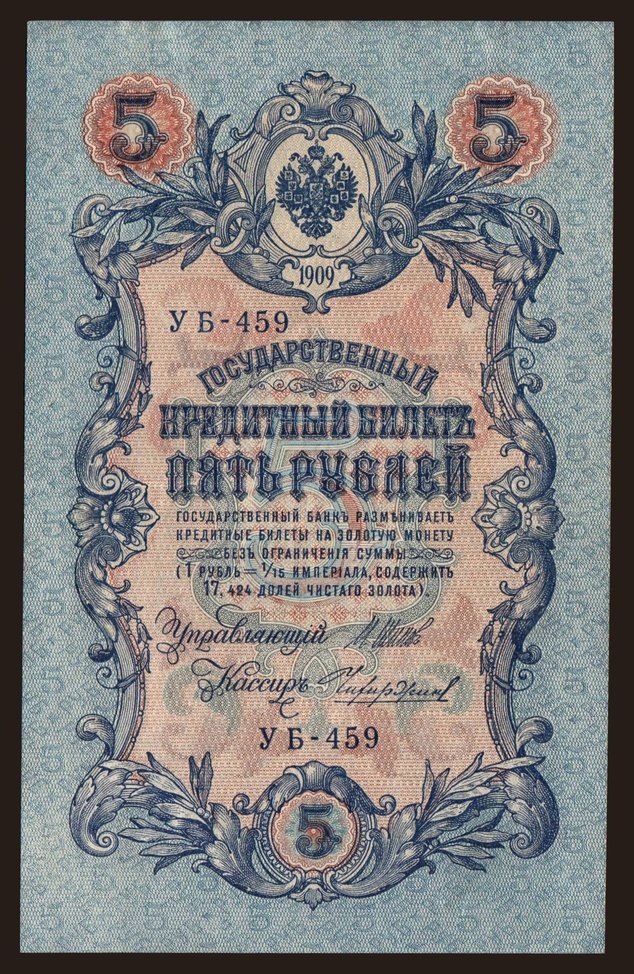 5 5
1909
УБ-459
ГОСУДАРСТВЕННЫЙ
КРЕДИТНЫЙ БИЛЕТЪ
ПЯТЬ РУБЛЕЙ
ГОСУДАРСТВЕННЫЙ БАНКЪ РАЗМѢНИВАЕТЪ
КРЕДИТНЫЕ БИЛЕТЫ НА ЗОЛОТУЮ МОНЕТУ
БЕЗЪ ОГРАНИЧЕНІЯ СУММЫ
(1 РУБЛЬ = 1/15 ИМПЕРІАЛА, СОДЕРЖИТЪ
17,424 ДОЛЕЙ ЧИСТАГО ЗОЛОТА).
Управляющій
Кассиръ
УБ-459
5